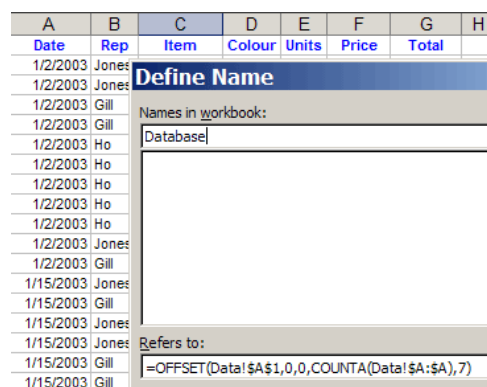 A B C D E F G H
Date Rep Item Colour Units Price Total
1/2/2003 Jones
1/2/2003 Jones
1/2/2003 Gill
1/2/2003 Gill
1/2/2003 Ho
1/2/2003 Ho
1/2/2003 Ho
1/2/2003 Ho
1/2/2003 Ho
1/2/2003 Jones
1/2/2003 Gill
1/15/2003 Jones
1/15/2003 Gill
1/15/2003 Jones
1/15/2003 Jones
1/15/2003 Gill
1/15/2003 Gill
Define Name
Names in workbook:
Database
Refers to:
=OFFSET(Data!$A$1,0,0,COUNTA(Data!$A:$A),7)